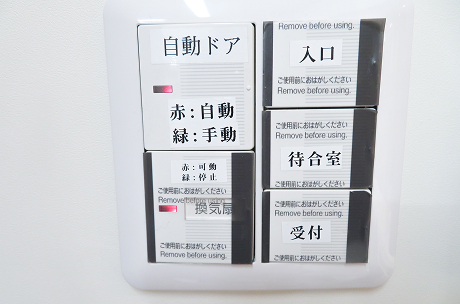 自動ドア
赤:自動
緑:手動
赤:可動
緑:停止
ご使用前におはがしください
Remove before using.
換気扇
ご使用前におはがしください
Remove before using.
Remove before using.
入口
ご使用前におはがしください
Remove before using.
ご使用前におはがしください
Remove before using.
待合室
ご使用前におはがしください
Remove before using.
ご使用前におはがしください
Remove before using.
受付
ご使用前におはがしください
Remove before using.